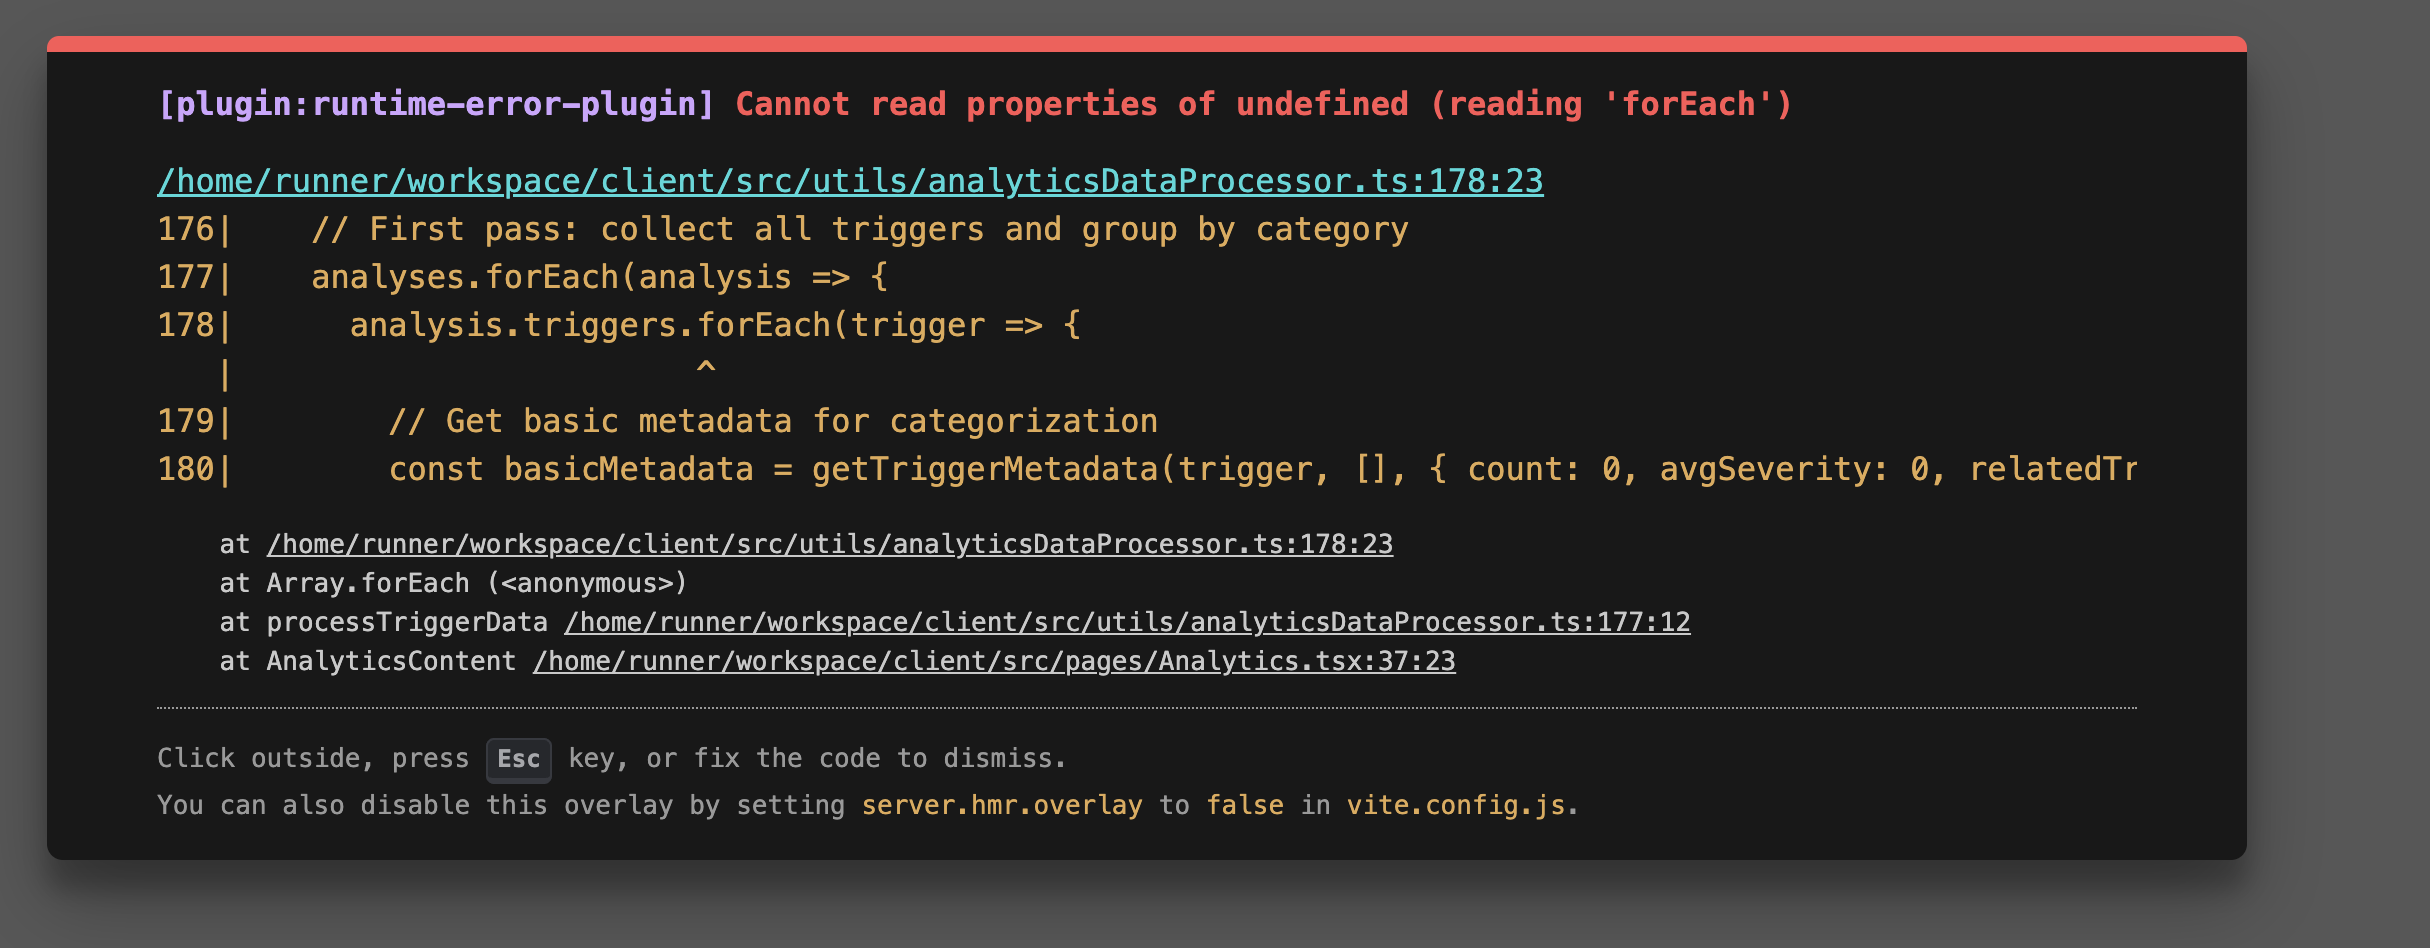 [plugin:runtime-error-plugin] Cannot read properties of undefined (reading 'forEach')
/home/runner/workspace/client/src/utils/analyticsDataProcessor.ts:178:23
176|    // First pass: collect all triggers and group by category
177|    analyses.forEach(analysis => {
178|      analysis.triggers.forEach(trigger => {
   |                        ^
179|        // Get basic metadata for categorization
180|        const basicMetadata = getTriggerMetadata(trigger, [], { count: 0, avgSeverity: 0, relatedTr
    at /home/runner/workspace/client/src/utils/analyticsDataProcessor.ts:178:23
    at Array.forEach (<anonymous>)
    at processTriggerData /home/runner/workspace/client/src/utils/analyticsDataProcessor.ts:177:12
    at AnalyticsContent /home/runner/workspace/client/src/pages/Analytics.tsx:37:23
Click outside, press Esc key, or fix the code to dismiss.
You can also disable this overlay by setting server.hmr.overlay to false in vite.config.js.